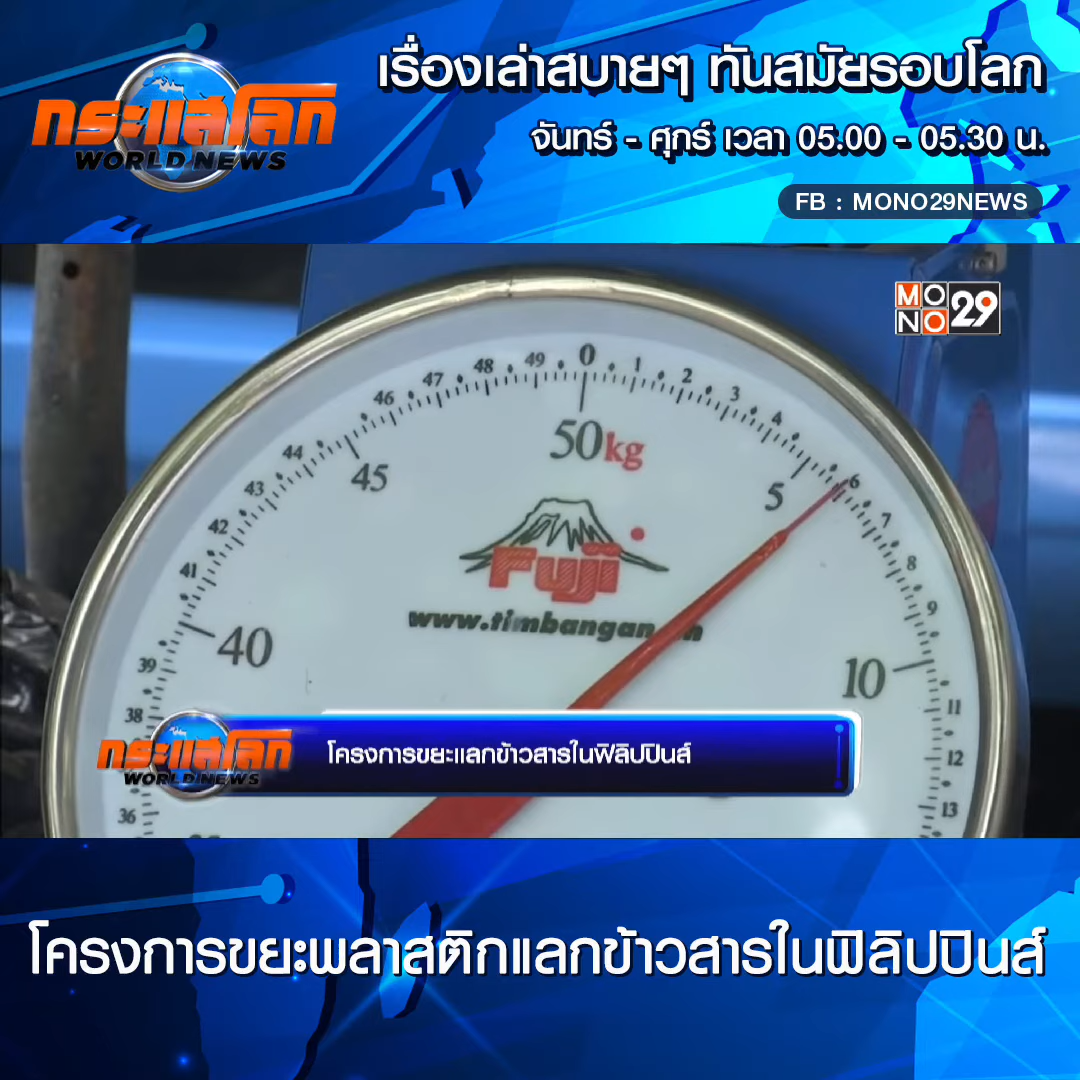 กระแสโลก
WORLD NEWS
เรื่องเล่าสบายๆ ทันสมัยรอบโลก
จันทร์ - ศุกร์ เวลา 05.00 - 05.30 น.
FB : MONO29NEWS
MONO 29
0 1 2 3 4 5 6 7 8 9 10 11 12 13
36 38 39 40 41 42 43 44 45 46 47 48 49
50kg
Fuji
กระแสโลก
WORLD NEWS
โครงการขยะแลกข้าวสารในฟิลิปปินส์
โครงการขยะพลาสติกแลกข้าวสารในฟิลิปปินส์